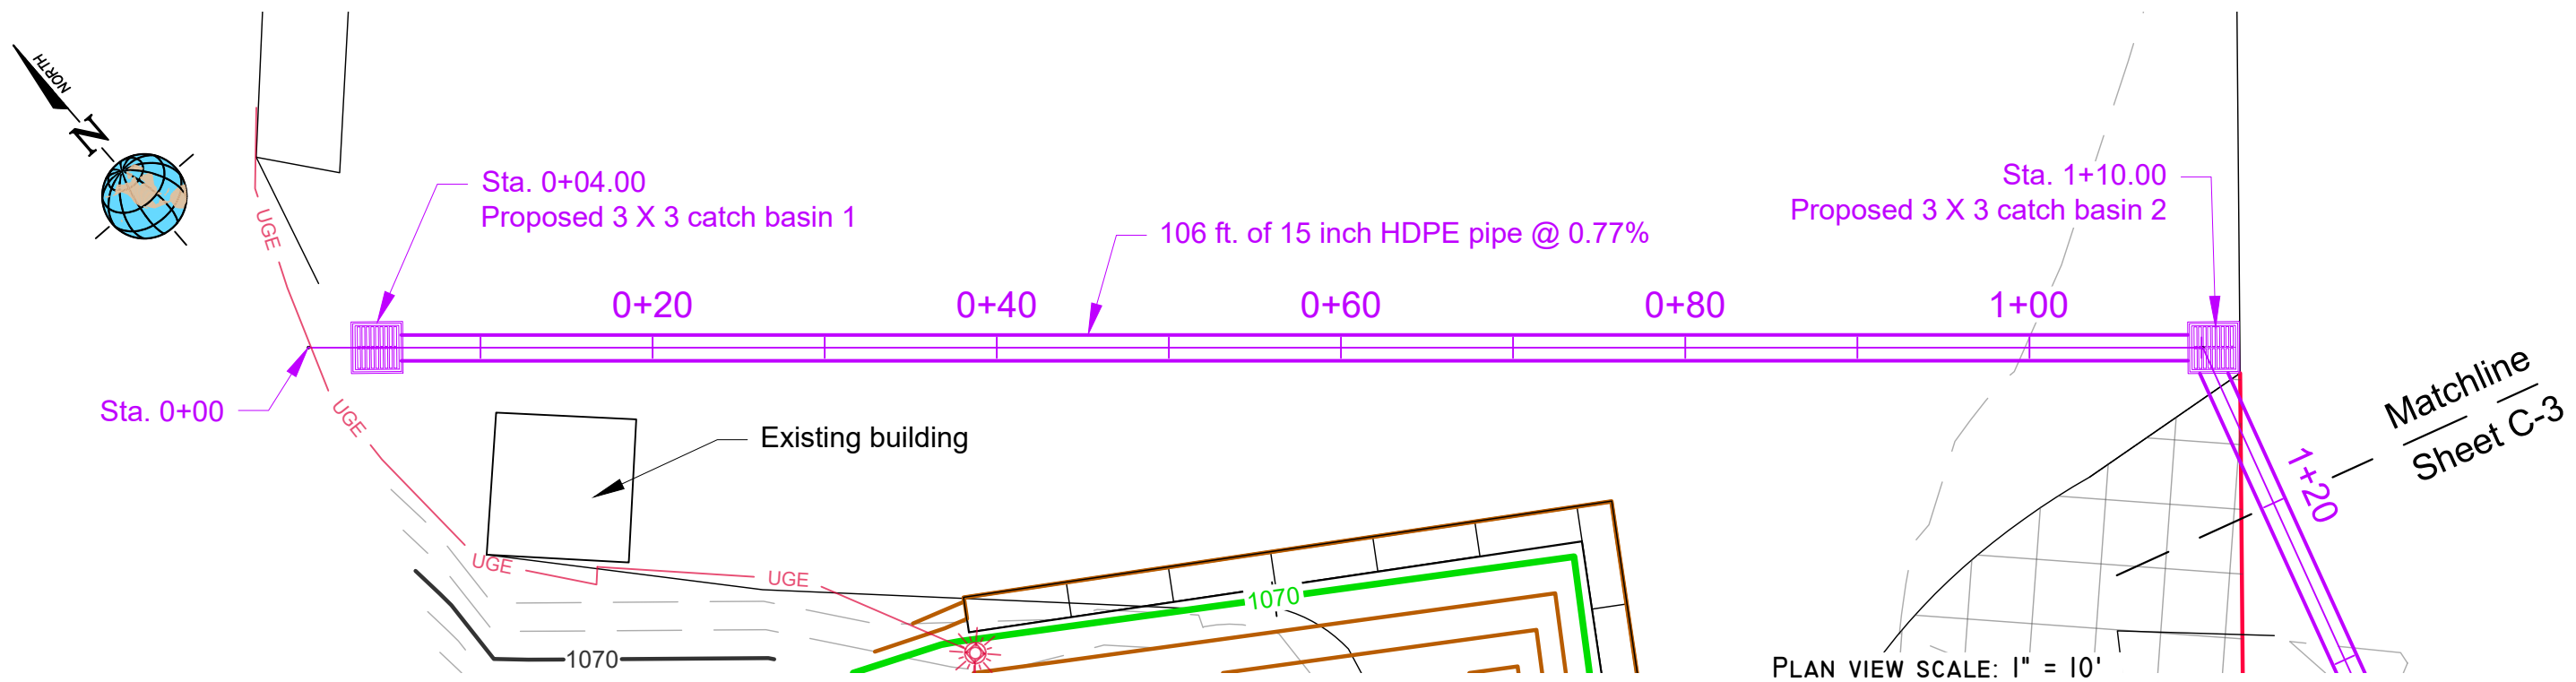 NORTH
N
UGE
Sta. 0+04.00
Proposed 3 X 3 catch basin 1
106 ft. of 15 inch HDPE pipe @ 0.77%
Sta. 1+10.00
Proposed 3 X 3 catch basin 2
0+20
0+40
0+60
0+80
1+00
Sta. 0+00
UGE
Existing building
Matchline
Sheet C-3
1+20
UGE
UGE
1070
1070
PLAN VIEW SCALE: 1" = 10'